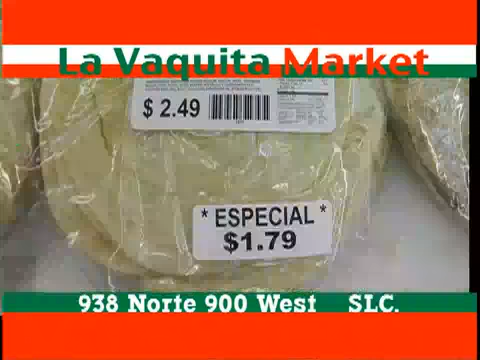 La Vaquita Market
$ 2.49
* ESPECIAL *
$1.79
938 Norte 900 West SLC.